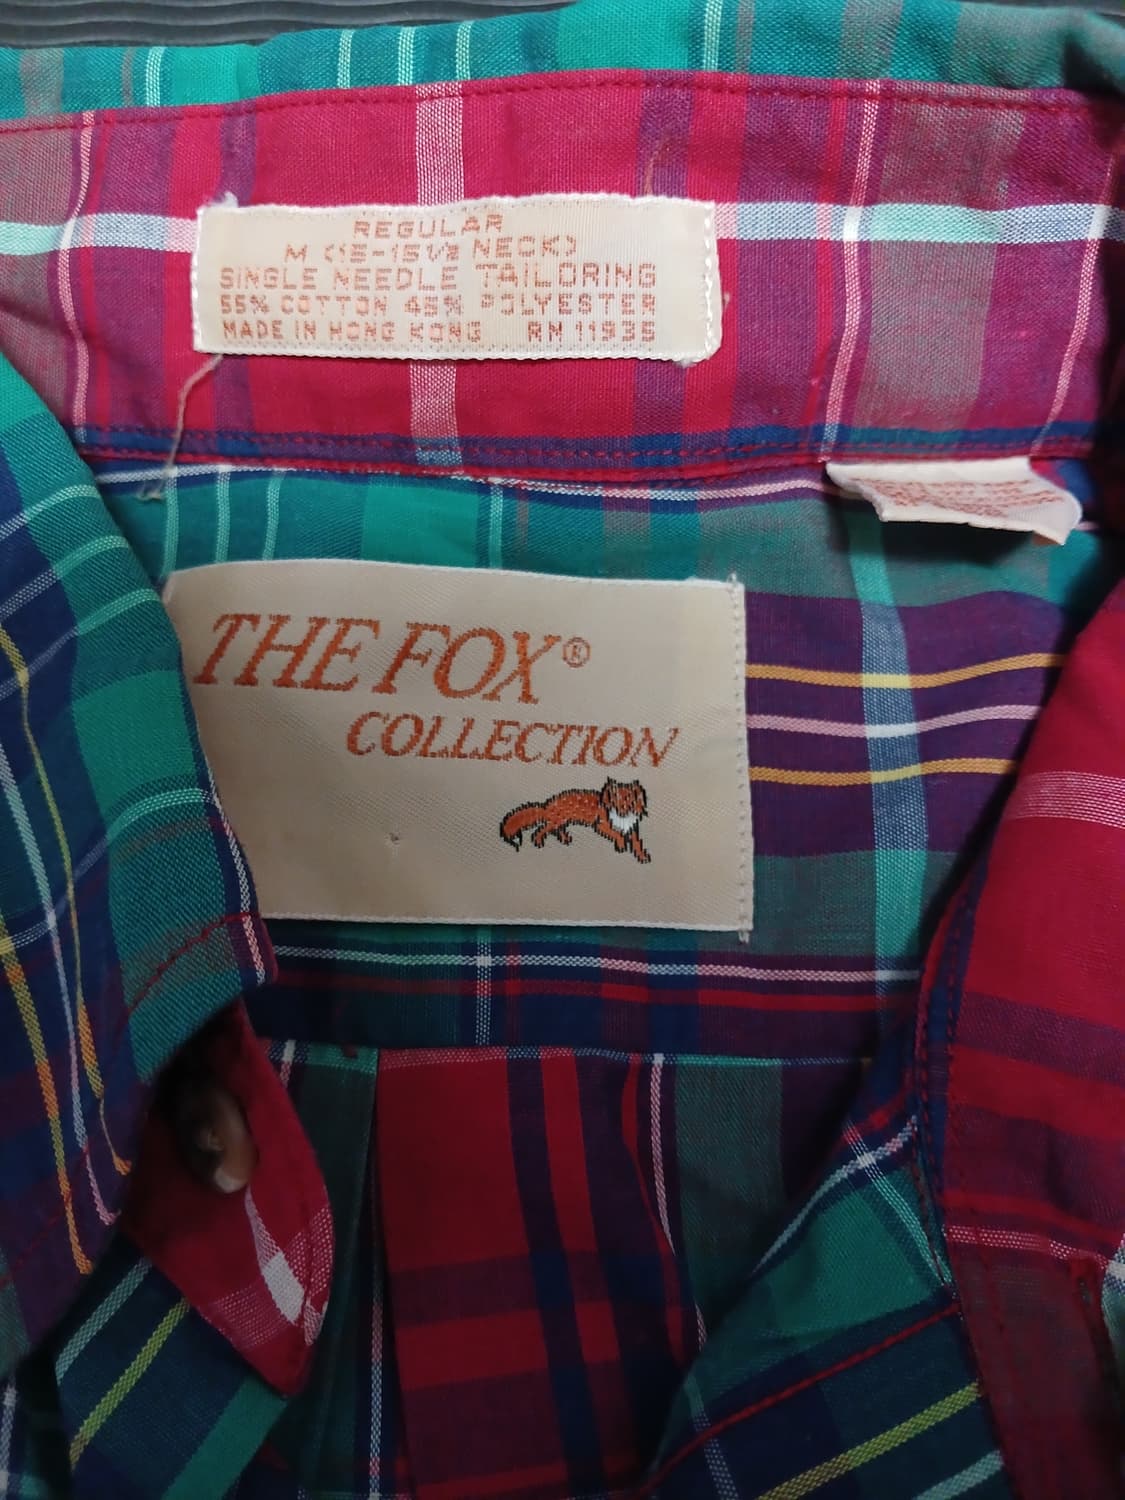 REGULAR
M (15-15½ NECK)
SINGLE NEEDLE TAILORING
55% COTTON 45% POLYESTER
MADE IN HONG KONG RN 11935
THE FOX®
COLLECTION